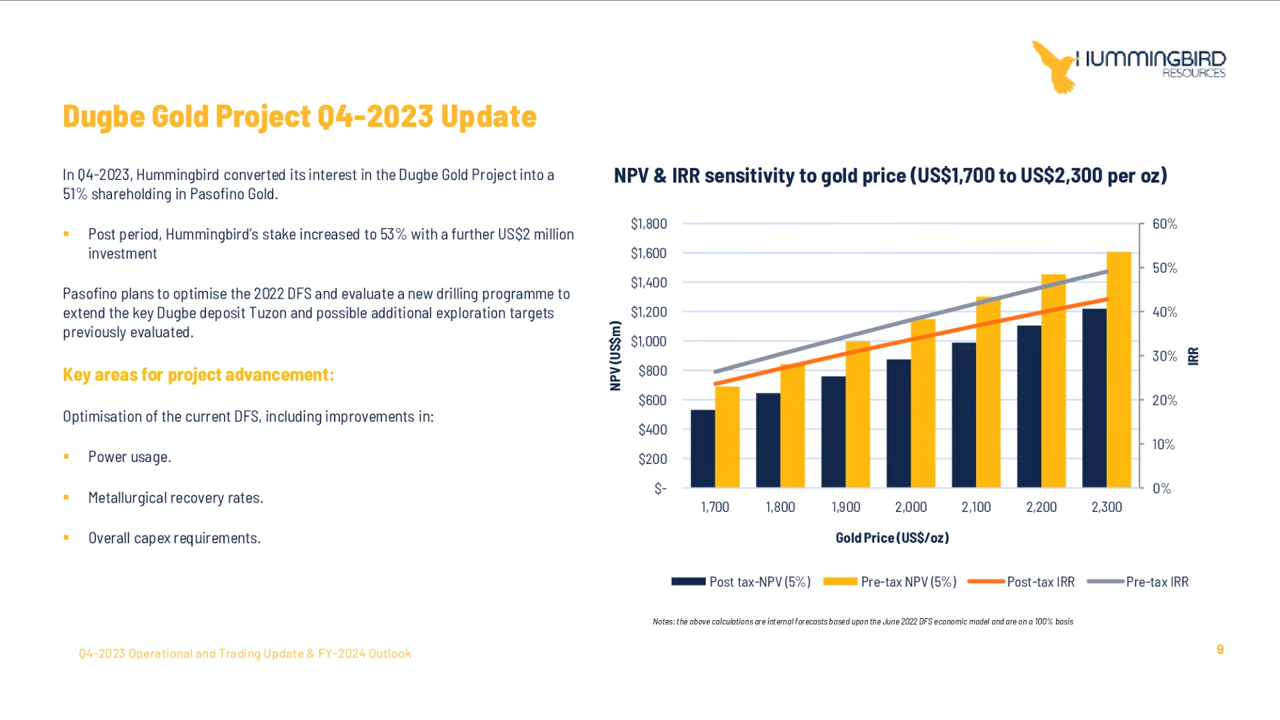 HUMMINGBIRD
RESOURCES
Dugbe Gold Project Q4-2023 Update
In Q4-2023, Hummingbird converted its interest in the Dugbe Gold Project into a
51% shareholding in Pasofino Gold.
▪ Post period, Hummingbird's stake increased to 53% with a further US$2 million
investment
Pasofino plans to optimise the 2022 DFS and evaluate a new drilling programme to
extend the key Dugbe deposit Tuzon and possible additional exploration targets
previously evaluated.
Key areas for project advancement:
Optimisation of the current DFS, including improvements in:
▪ Power usage.
▪ Metallurgical recovery rates.
▪ Overall capex requirements.
NPV & IRR sensitivity to gold price (US$1,700 to US$2,300 per oz)
NPV (US$m)
$1,800
$1,600
$1,400
$1,200
$1,000
$800
$600
$400
$200
$-
60%
50%
40%
30%
20%
10%
0%
IRR
1,700 1,800 1,900 2,000 2,100 2,200 2,300
Gold Price (US$/oz)
Post tax-NPV (5%) Pre-tax NPV (5%) Post-tax IRR Pre-tax IRR
Notes: the above calculations are internal forecasts based upon the June 2022 DFS economic model and are on a 100% basis
Q4-2023 Operational and Trading Update & FY-2024 Outlook
9